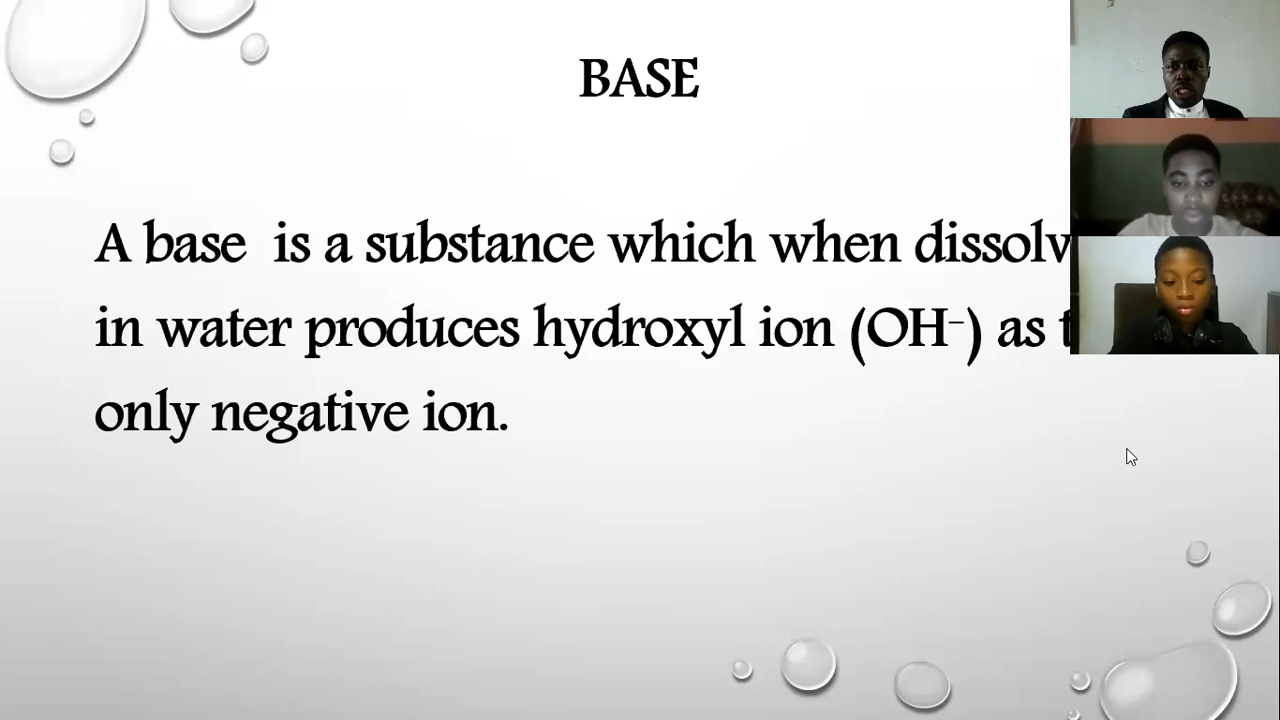 BASE
A base is a substance which when dissolv
in water produces hydroxyl ion (OH⁻) as t
only negative ion.